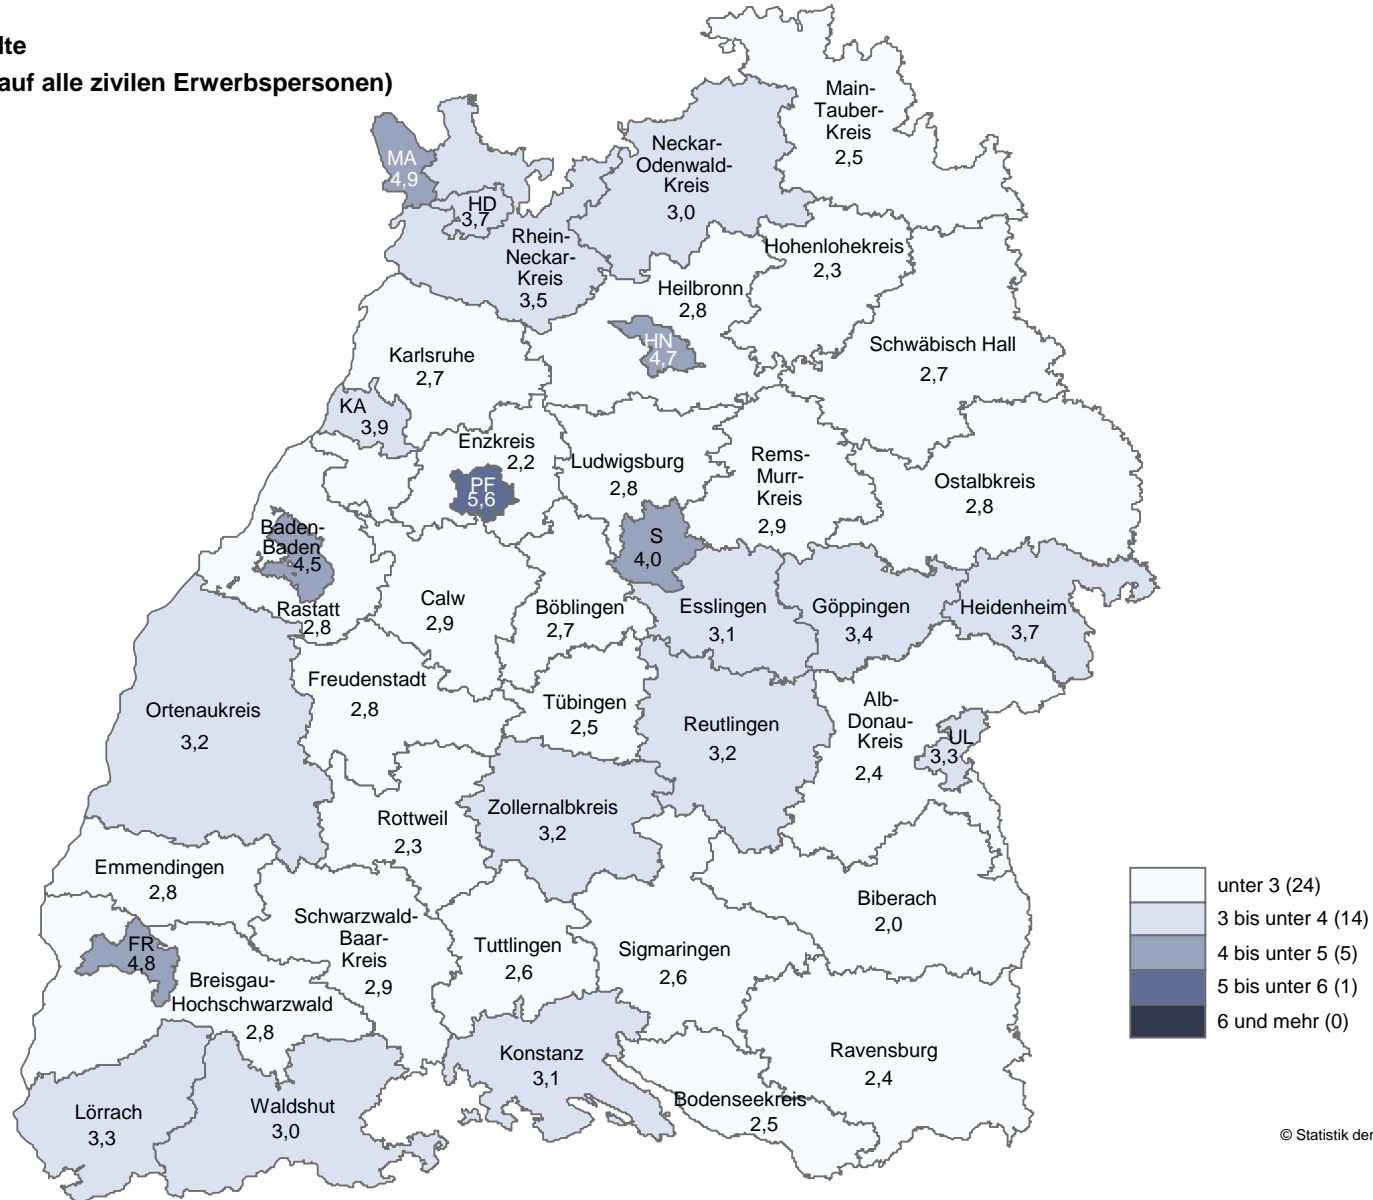 lte
auf alle zivilen Erwerbspersonen)
Main-
Tauber-
Kreis
2,5
Neckar-
Odenwald-
Kreis
3,0
MA
4,9
HD
3,7
Rhein-
Neckar-
Kreis
3,5
Hohenlohekreis
2,3
Heilbronn
2,8
HN
4,7
Schwäbisch Hall
2,7
Karlsruhe
2,7
KA
3,9
Enzkreis
2,2
PF
5,6
Ludwigsburg
2,8
Rems-
Murr-
Kreis
2,9
Ostalbkreis
2,8
Baden-
Baden
4,5
S
4,0
Rastatt
2,8
Calw
2,9
Böblingen
2,7
Esslingen
3,1
Göppingen
3,4
Heidenheim
3,7
Freudenstadt
2,8
Ortenaukreis
3,2
Tübingen
2,5
Reutlingen
3,2
Alb-
Donau-
Kreis
2,4
UL
3,3
Rottweil
2,3
Zollernalbkreis
3,2
Emmendingen
2,8
Biberach
2,0
Schwarzwald-
Baar-
Kreis
2,9
FR
4,8
Tuttlingen
2,6
Sigmaringen
2,6
Breisgau-
Hochschwarzwald
2,8
Konstanz
3,1
Ravensburg
2,4
Bodenseekreis
2,5
Lörrach
3,3
Waldshut
3,0
unter 3 (24)
3 bis unter 4 (14)
4 bis unter 5 (5)
5 bis unter 6 (1)
6 und mehr (0)
© Statistik der